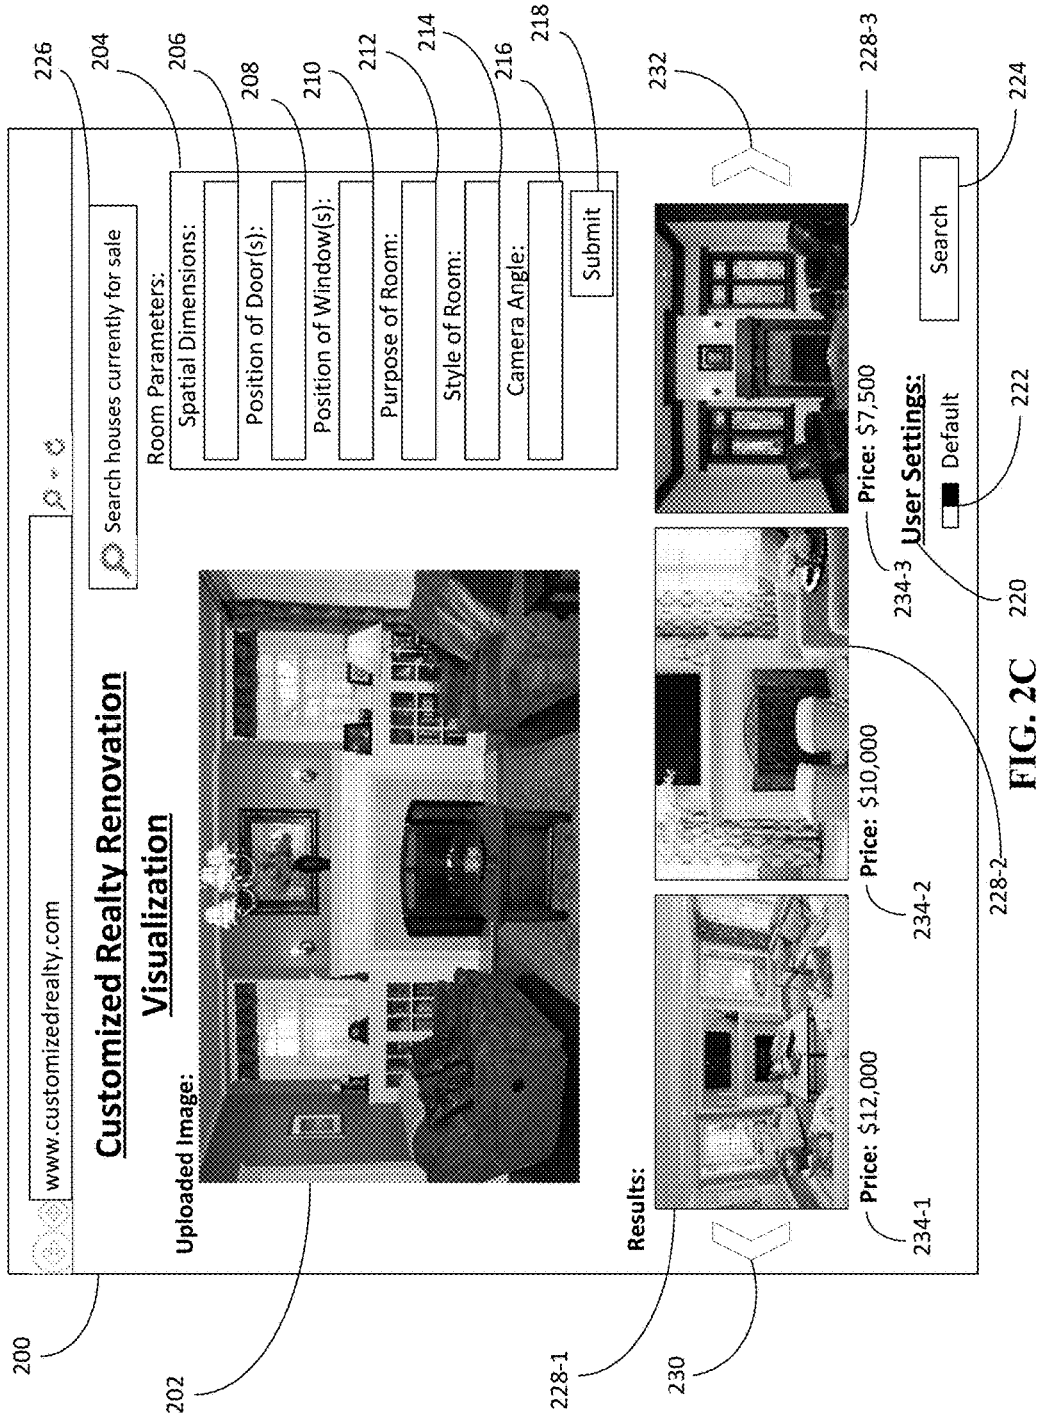 200
www.customizedrealty.com
226
Search houses currently for sale
Customized Realty Renovation
Visualization
204
Room Parameters:
Uploaded Image:
202
Spatial Dimensions:
206
Position of Door(s):
208
Position of Window(s):
210
Purpose of Room:
212
Style of Room:
214
Camera Angle:
216
Submit
218
Results:
228-1
228-2
228-3
230
232
Price: $12,000
234-1
Price: $10,000
234-2
Price: $7,500
234-3
User Settings:
220
Default
222
Search
224
FIG. 2C